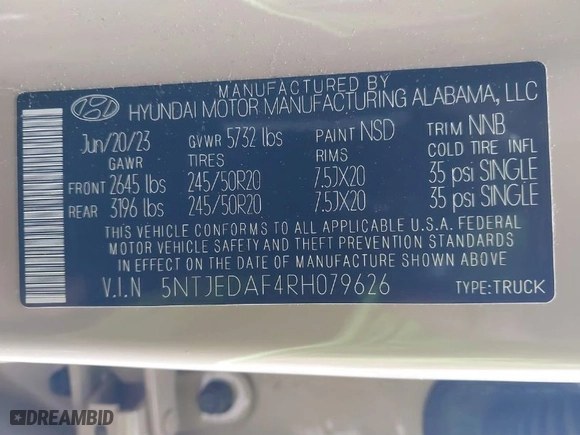 MANUFACTURED BY
HYUNDAI MOTOR MANUFACTURING ALABAMA, LLC
Jun/20/23 GVWR 5732 lbs PAINT NSD TRIM NNB
GAWR TIRES RIMS COLD TIRE INFL
FRONT 2645 lbs 245/50R20 7.5JX20 35 psi SINGLE
REAR 3196 lbs 245/50R20 7.5JX20 35 psi SINGLE
THIS VEHICLE CONFORMS TO ALL APPLICABLE U.S.A. FEDERAL
MOTOR VEHICLE SAFETY AND THEFT PREVENTION STANDARDS
IN EFFECT ON THE DATE OF MANUFACTURE SHOWN ABOVE.
V.I.N 5NTJEDAF4RH079626 TYPE:TRUCK
DREAMBID